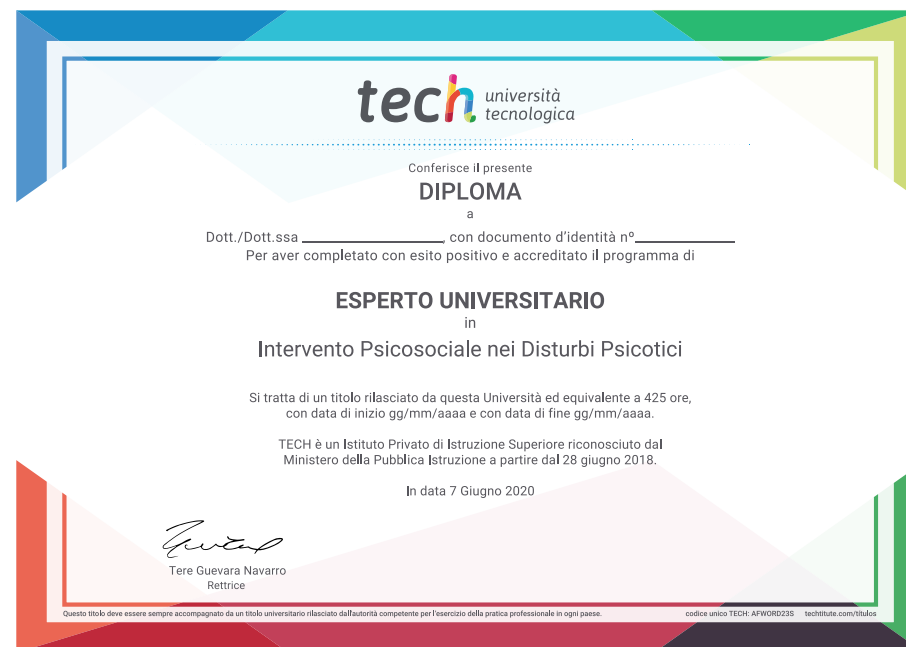 tech università
tecnologica
Conferisce il presente
DIPLOMA
a
Dott./Dott.ssa ____________________, con documento d'identità nº______________
Per aver completato con esito positivo e accreditato il programma di
ESPERTO UNIVERSITARIO
in
Intervento Psicosociale nei Disturbi Psicotici
Si tratta di un titolo rilasciato da questa Università ed equivalente a 425 ore,
con data di inizio gg/mm/aaaa e con data di fine gg/mm/aaaa.
TECH è un Istituto Privato di Istruzione Superiore riconosciuto dal
Ministero della Pubblica Istruzione a partire dal 28 giugno 2018.
In data 7 Giugno 2020
Tere Guevara Navarro
Rettrice
Questo titolo deve essere sempre accompagnato da un titolo universitario rilasciato dall'autorità competente per l'esercizio della pratica professionale in ogni paese. codice unico TECH: AFWORD23S techtitute.com/titulos